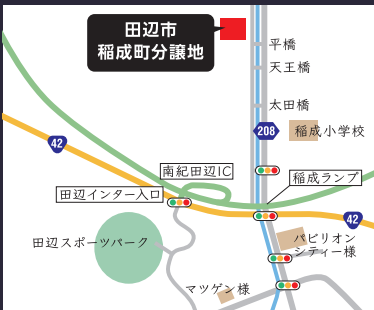 田辺市
稲成町分譲地
平橋
天王橋
太田橋
208
稲成小学校
42
南紀田辺IC
稲成ランプ
田辺インター入口
42
田辺スポーツパーク
パビリオン
シティー様
マツゲン様